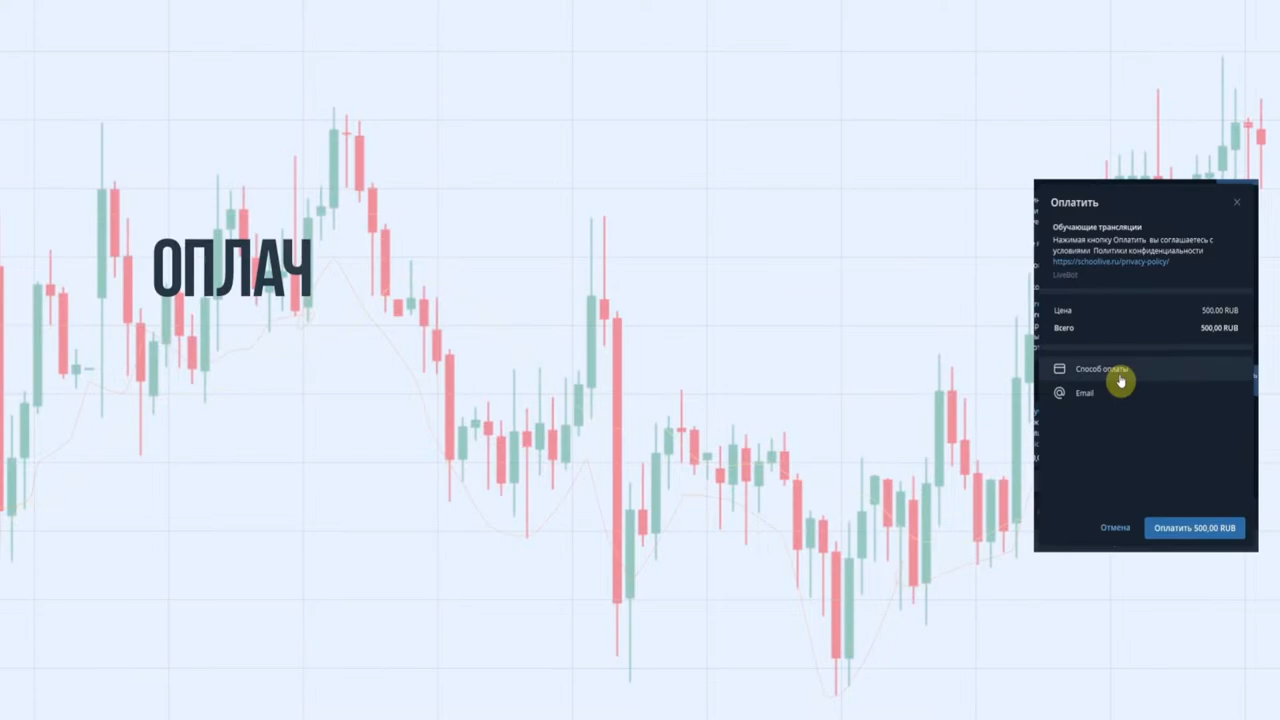 ОПЛАЧ
Оплатить
Обучающие трансляции
Нажимая кнопку Оплатить вы соглашаетесь с
условиями Политики конфиденциальности
https://schoollive.ru/privacy-policy/
LiveBot
Цена 500,00 RUB
Всего 500,00 RUB
Способ оплаты
Email
Отмена Оплатить 500,00 RUB